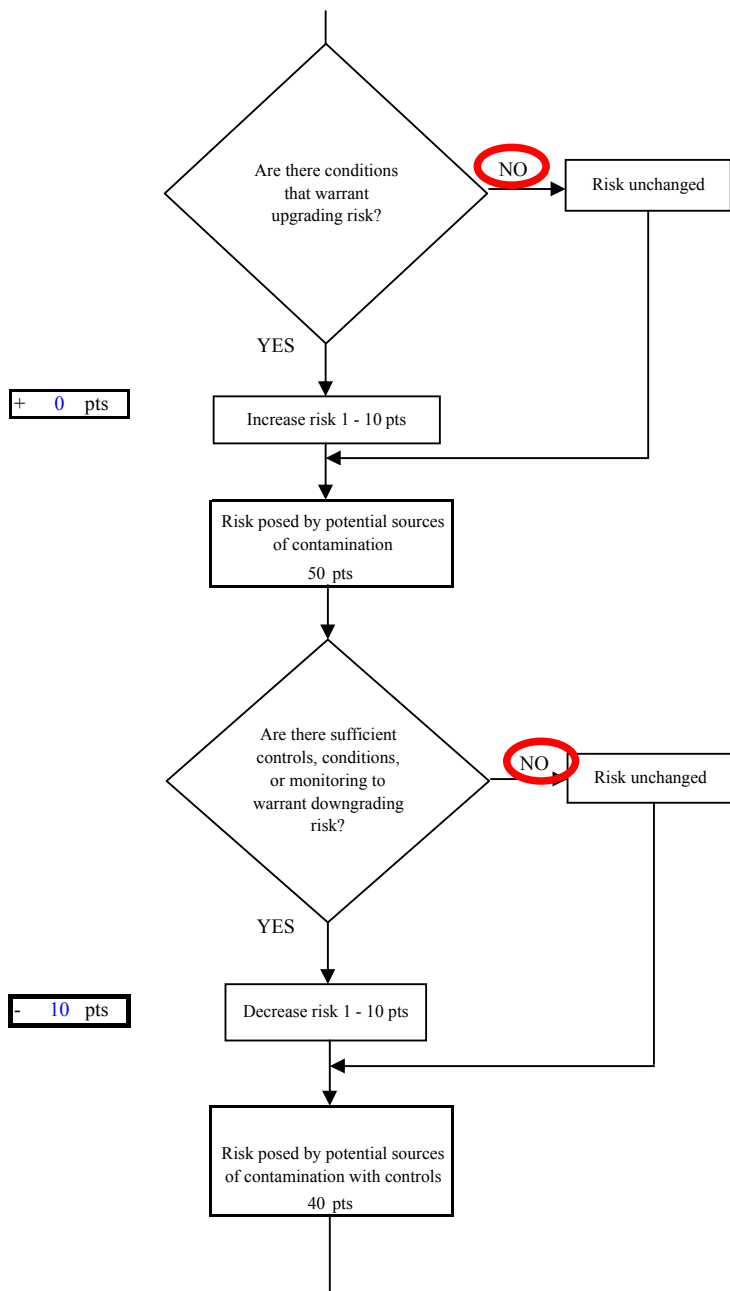 Are there conditions
that warrant
upgrading risk?
NO
Risk unchanged
YES
+ 0 pts
Increase risk 1 - 10 pts
Risk posed by potential sources
of contamination
50 pts
Are there sufficient
controls, conditions,
or monitoring to
warrant downgrading
risk?
NO
Risk unchanged
YES
- 10 pts
Decrease risk 1 - 10 pts
Risk posed by potential sources
of contamination with controls
40 pts